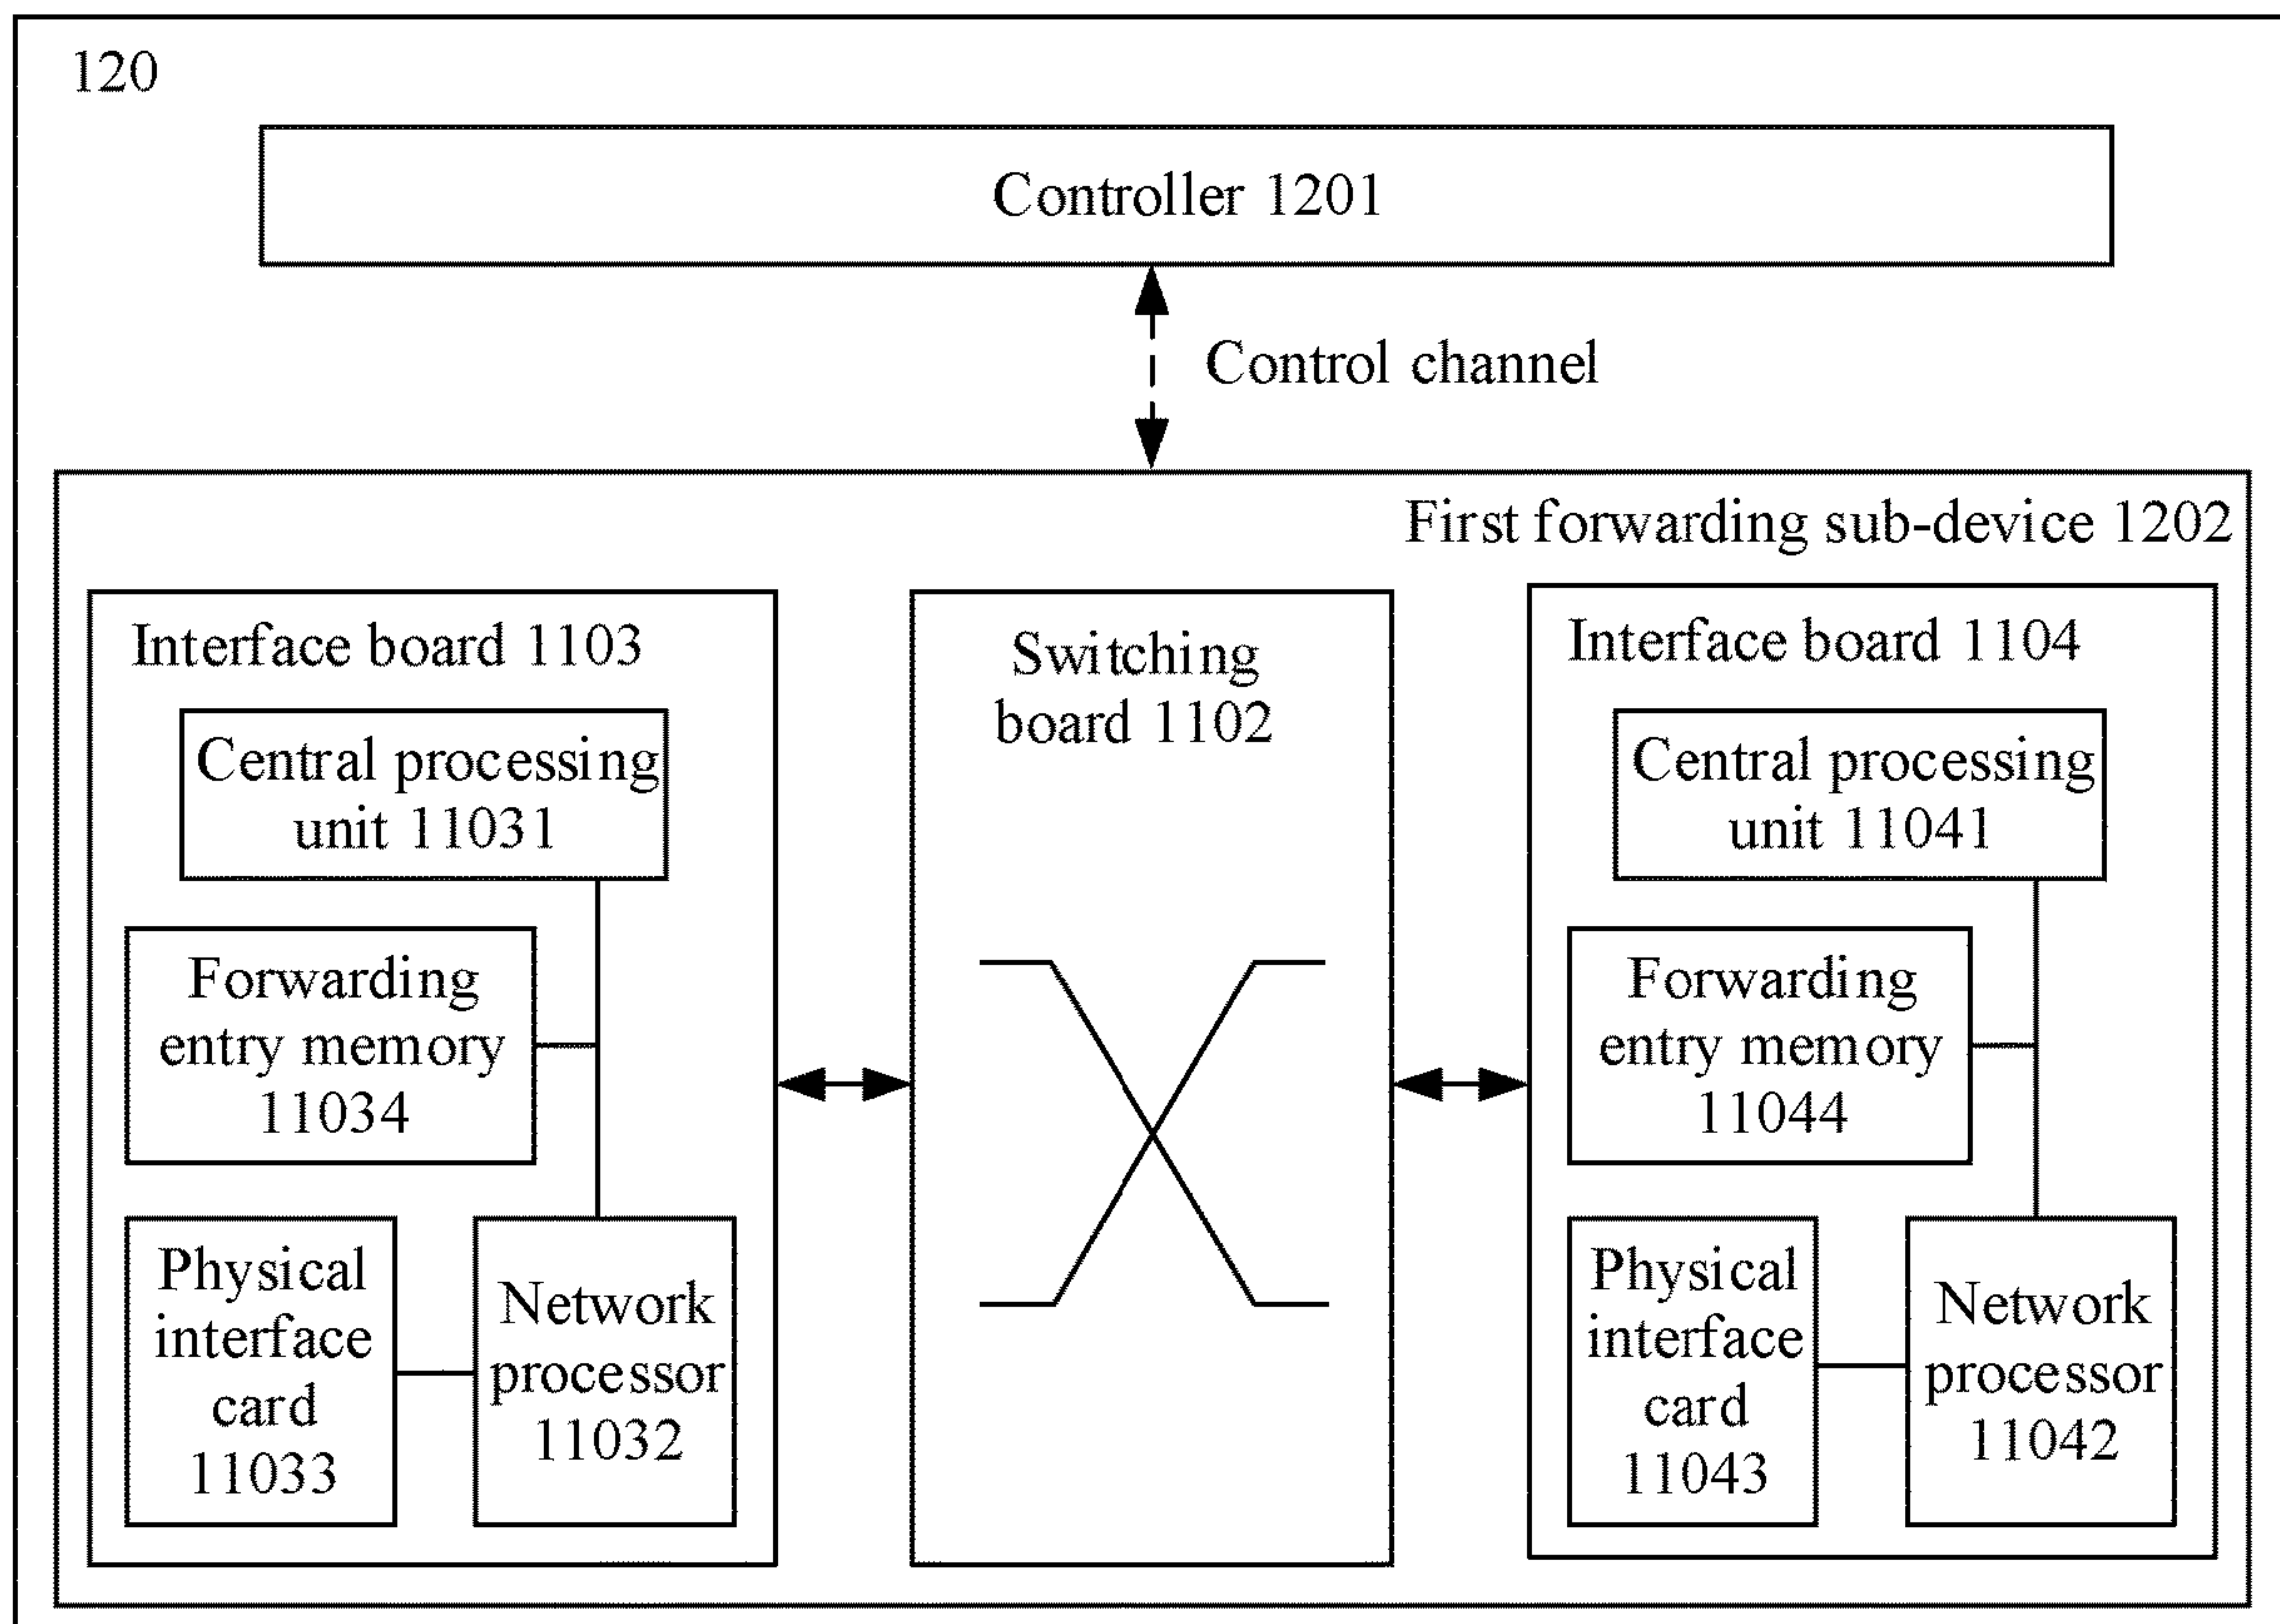 120
Controller 1201
Control channel
First forwarding sub-device 1202
Interface board 1103
Central processing
unit 11031
Forwarding
entry memory
11034
Physical
interface
card
11033
Network
processor
11032
Switching
board 1102
Interface board 1104
Central processing
unit 11041
Forwarding
entry memory
11044
Physical
interface
card
11043
Network
processor
11042